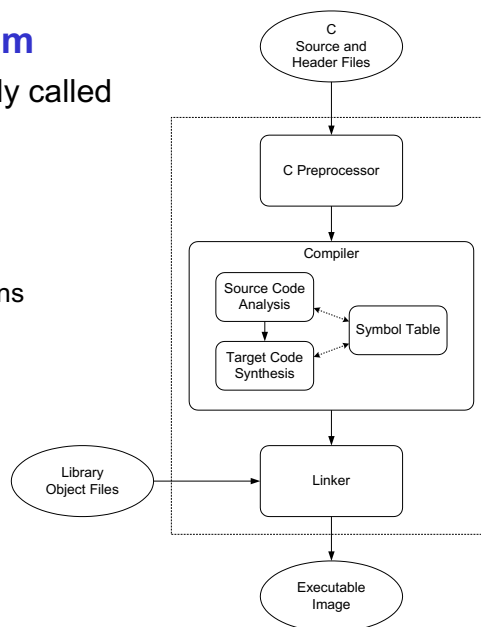 m
ly called
ns
C
Source and
Header Files
C Preprocessor
Compiler
Source Code
Analysis
Symbol Table
Target Code
Synthesis
Library
Object Files
Linker
Executable
Image